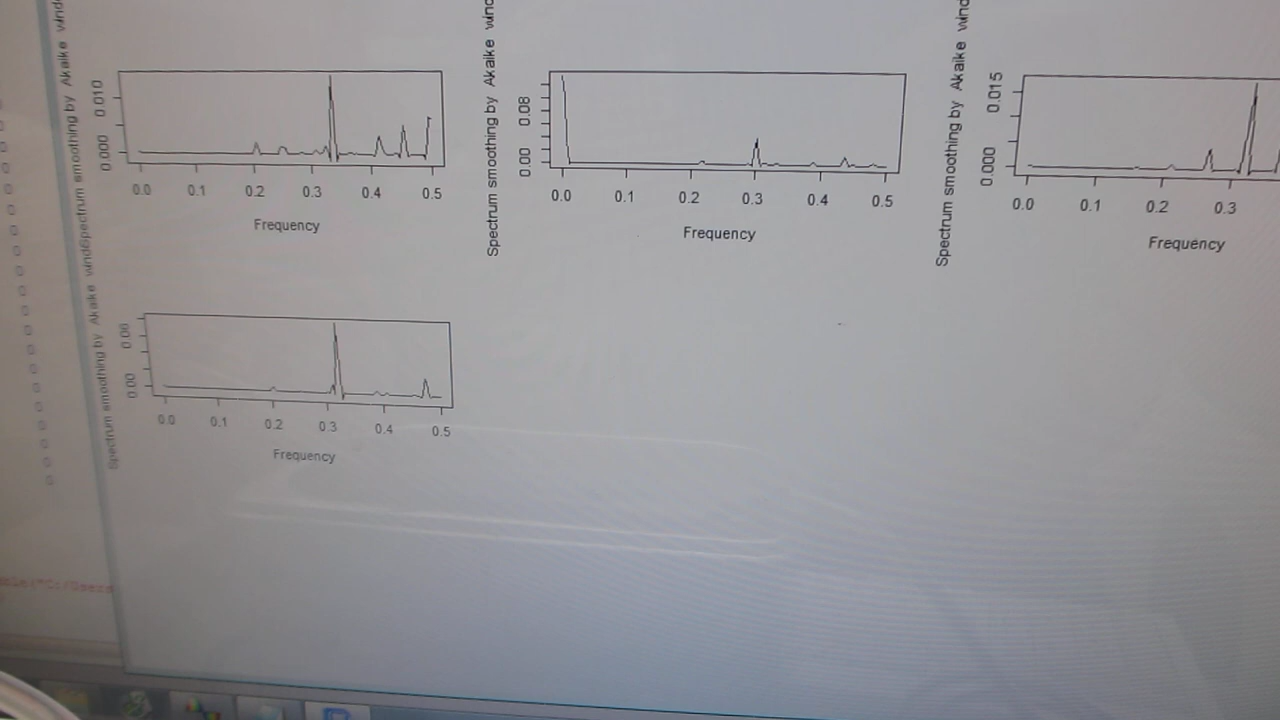 Spectrum smoothing by Akaike wind
0.010
0.000
0.0 0.1 0.2 0.3 0.4 0.5
Frequency
Spectrum smoothing by Akaike
0.08
0.00
0.0 0.1 0.2 0.3 0.4 0.5
Frequency
Spectrum smoothing by Akaike wind
0.015
0.000
0.0 0.1 0.2 0.3
Frequency
Spectrum smoothing by Akaike wind
0.06
0.00
0.0 0.1 0.2 0.3 0.4 0.5
Frequency